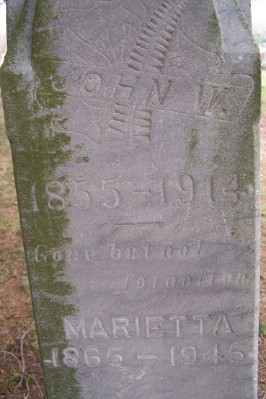 JOHN W.
1855-1914
Gone but not
forgotten
MARIETTA
1865-1945